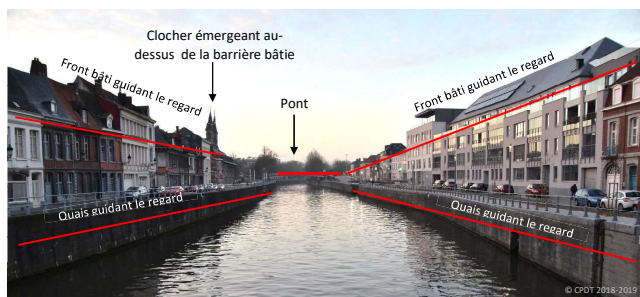 Clocher émergeant au-
dessus de la barrière bâtie
Front bâti guidant le regard
Pont
Front bâti guidant le regard
Quais guidant le regard
Quais guidant le regard
© CPDT 2018-2019